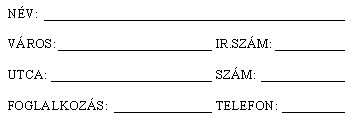 NÉV:
VÁROS: IR.SZÁM:
UTCA: SZÁM:
FOGLALKOZÁS: TELEFON: